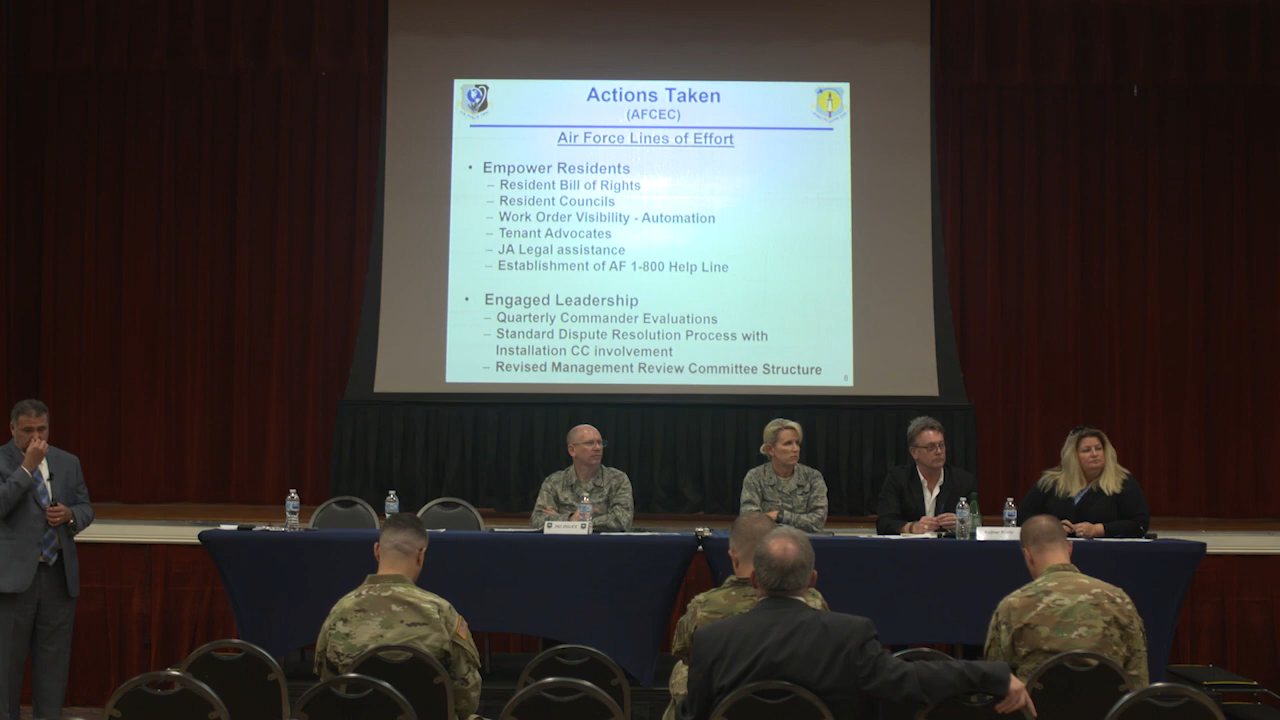 Actions Taken
(AFCEC)
Air Force Lines of Effort
• Empower Residents
– Resident Bill of Rights
– Resident Councils
– Work Order Visibility - Automation
– Tenant Advocates
– JA Legal assistance
– Establishment of AF 1-800 Help Line
• Engaged Leadership
– Quarterly Commander Evaluations
– Standard Dispute Resolution Process with
Installation CC involvement
– Revised Management Review Committee Structure
8